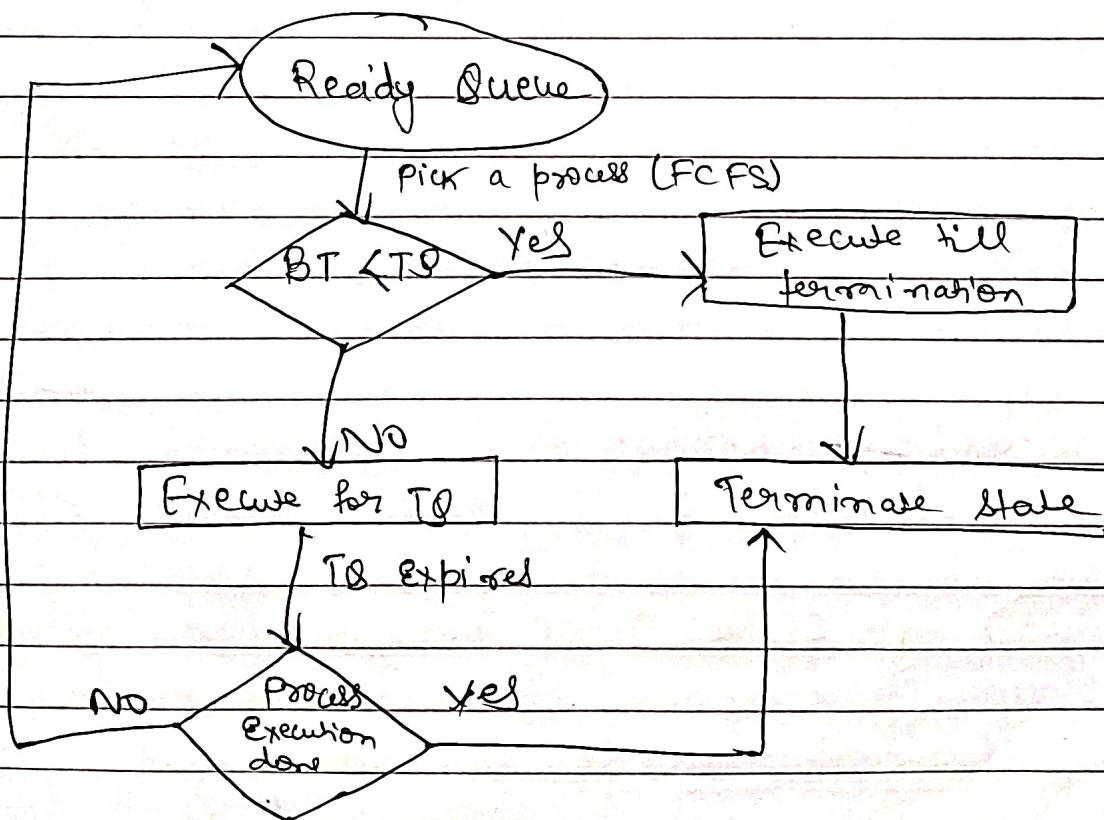 Ready Queue
Pick a process (FCFS)
BT < TQ
Yes
Execute till
termination
NO
Execute for TQ
Terminate State
TQ Expires
NO
Process
Execution
done
Yes